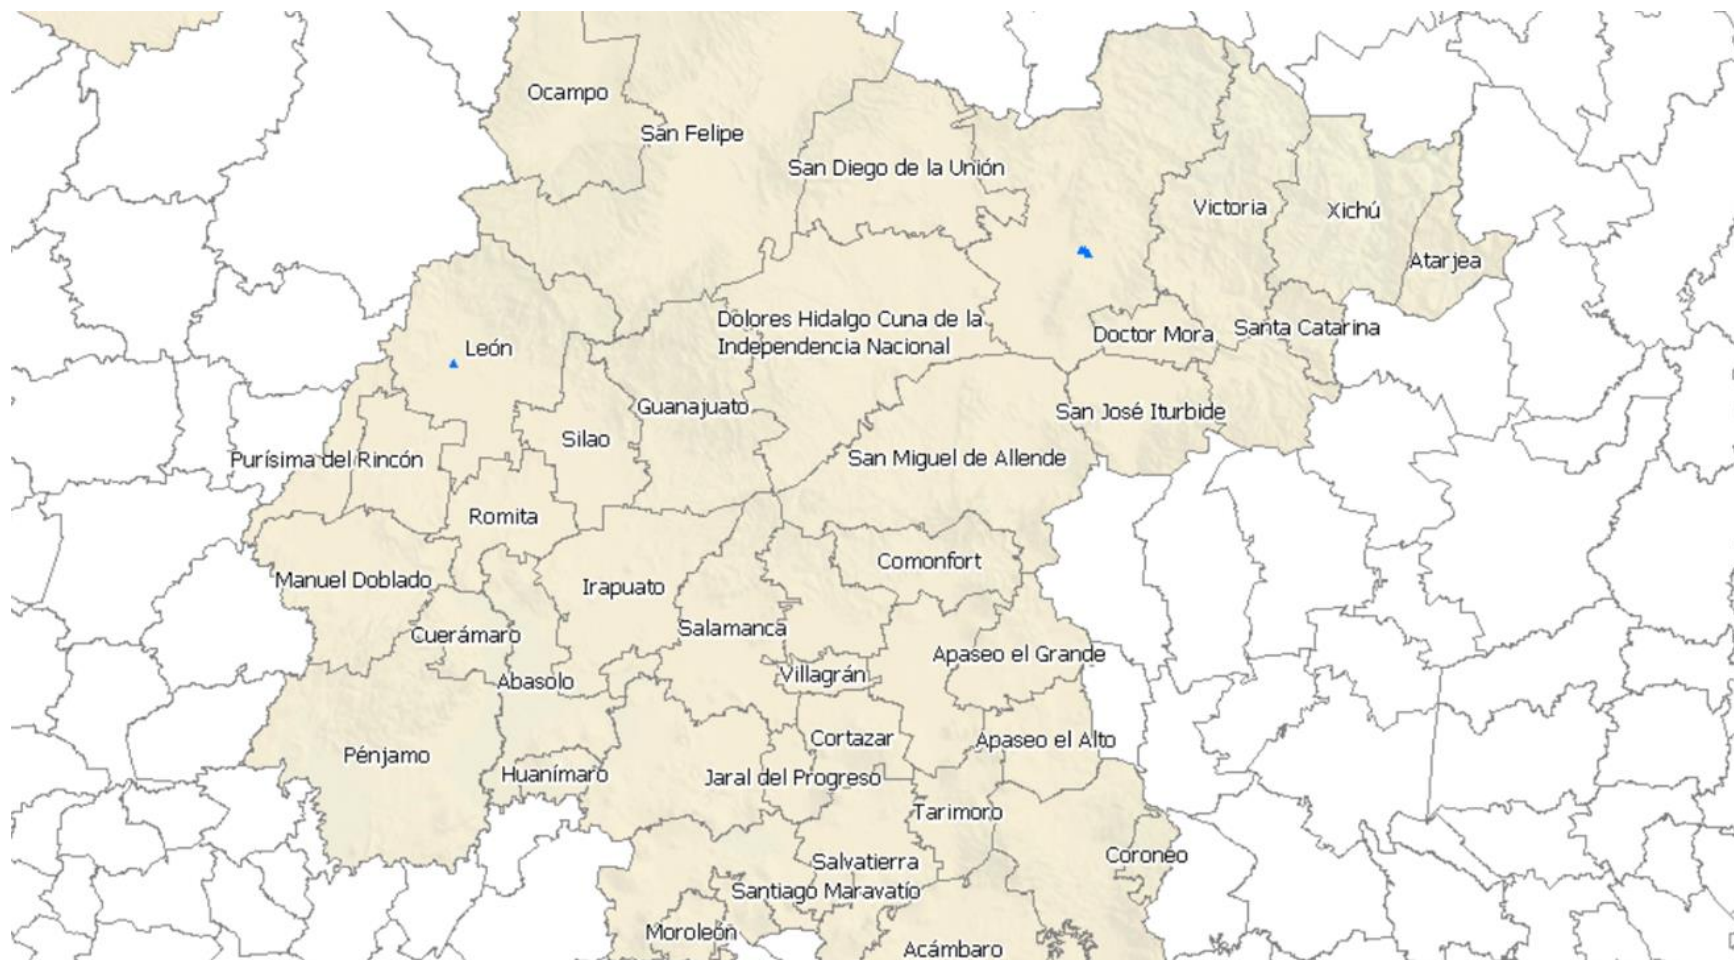 Ocampo
San Felipe
San Diego de la Unión
Victoria
Xichú
Atarjea
Dolores Hidalgo Cuna de la
Independencia Nacional
Doctor Mora
Santa Catarina
León
Guanajuato
San José Iturbide
Silao
Purísima del Rincón
San Miguel de Allende
Romita
Comonfort
Manuel Doblado
Irapuato
Salamanca
Cuerámaro
Apaseo el Grande
Villagrán
Abasolo
Cortazar
Apaseo el Alto
Pénjamo
Huanímaro
Jaral del Progreso
Tarimoro
Coroneo
Salvatierra
Santiago Maravatío
Moroleón
Acámbaro